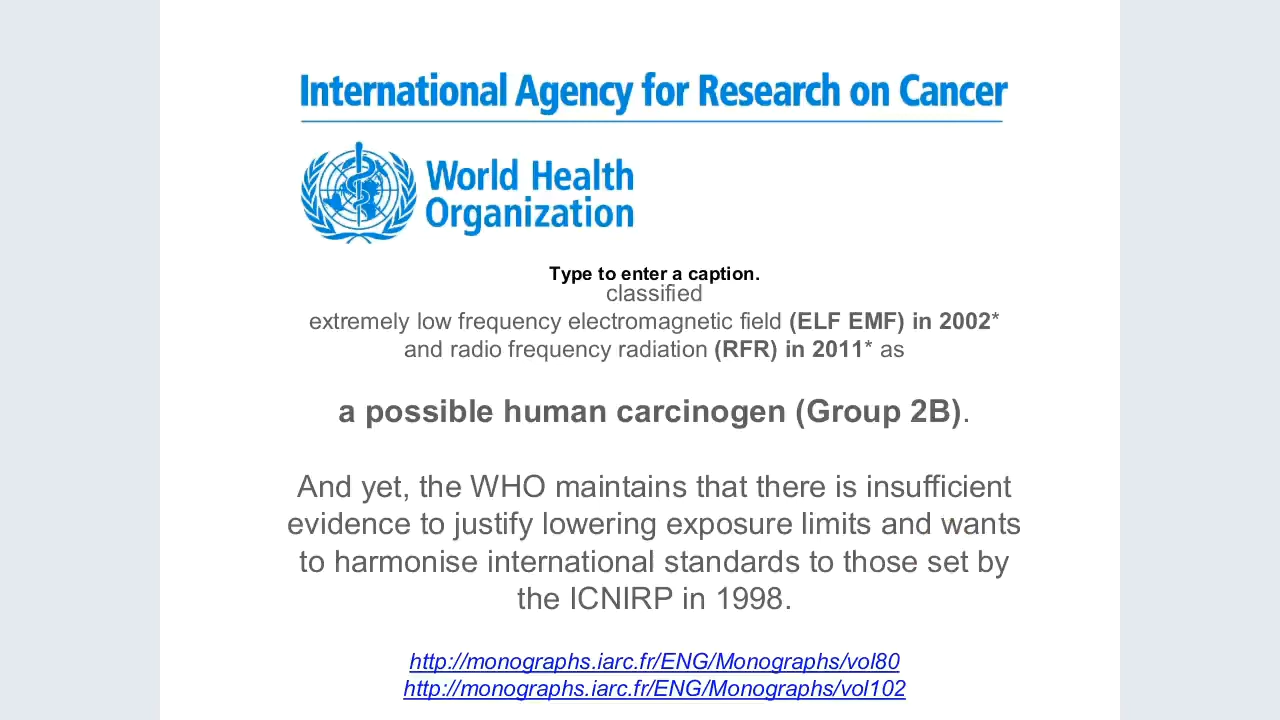 International Agency for Research on Cancer
World Health
Organization
Type to enter a caption.
classified
extremely low frequency electromagnetic field (ELF EMF) in 2002*
and radio frequency radiation (RFR) in 2011* as
a possible human carcinogen (Group 2B).
And yet, the WHO maintains that there is insufficient
evidence to justify lowering exposure limits and wants
to harmonise international standards to those set by
the ICNIRP in 1998.
http://monographs.iarc.fr/ENG/Monographs/vol80
http://monographs.iarc.fr/ENG/Monographs/vol102